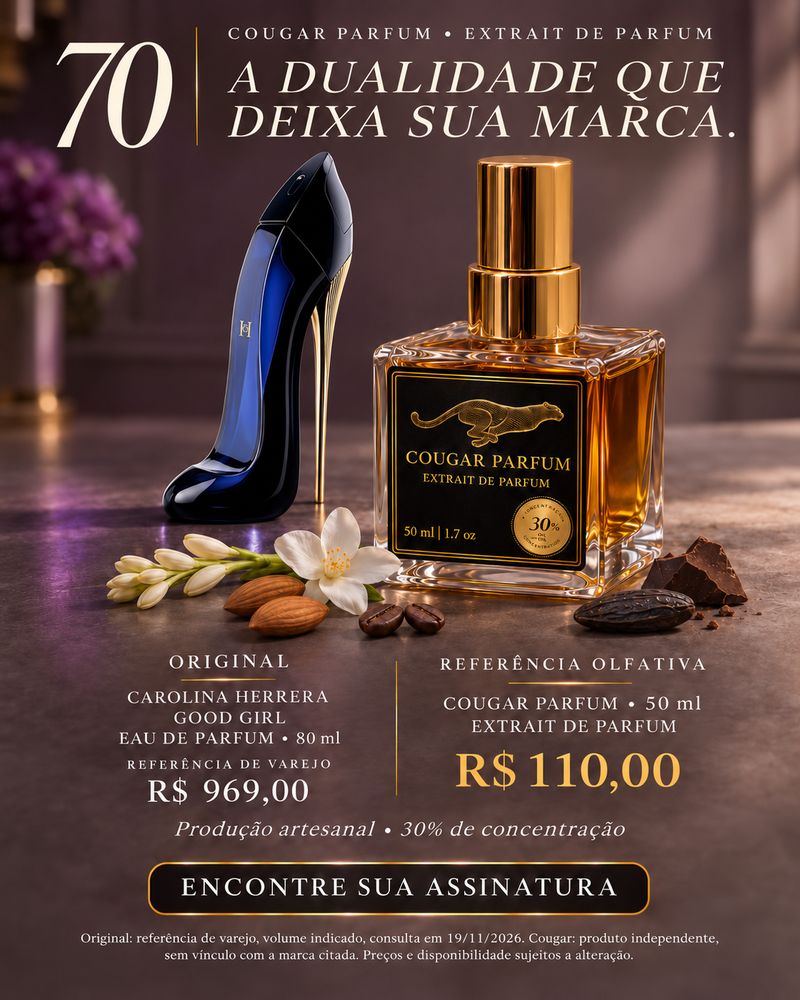 70
COUGAR PARFUM • EXTRAIT DE PARFUM
A DUALIDADE QUE
DEIXA SUA MARCA.
COUGAR PARFUM
EXTRAIT DE PARFUM
50 ml | 1.7 oz
30%
ORIGINAL
CAROLINA HERRERA
GOOD GIRL
EAU DE PARFUM • 80 ml
REFERÊNCIA DE VAREJO
R$ 969,00
REFERÊNCIA OLFATIVA
COUGAR PARFUM • 50 ml
EXTRAIT DE PARFUM
R$ 110,00
Produção artesanal • 30% de concentração
ENCONTRE SUA ASSINATURA
Original: referência de varejo, volume indicado, consulta em 19/11/2026. Cougar: produto independente,
sem vínculo com a marca citada. Preços e disponibilidade sujeitos a alteração.